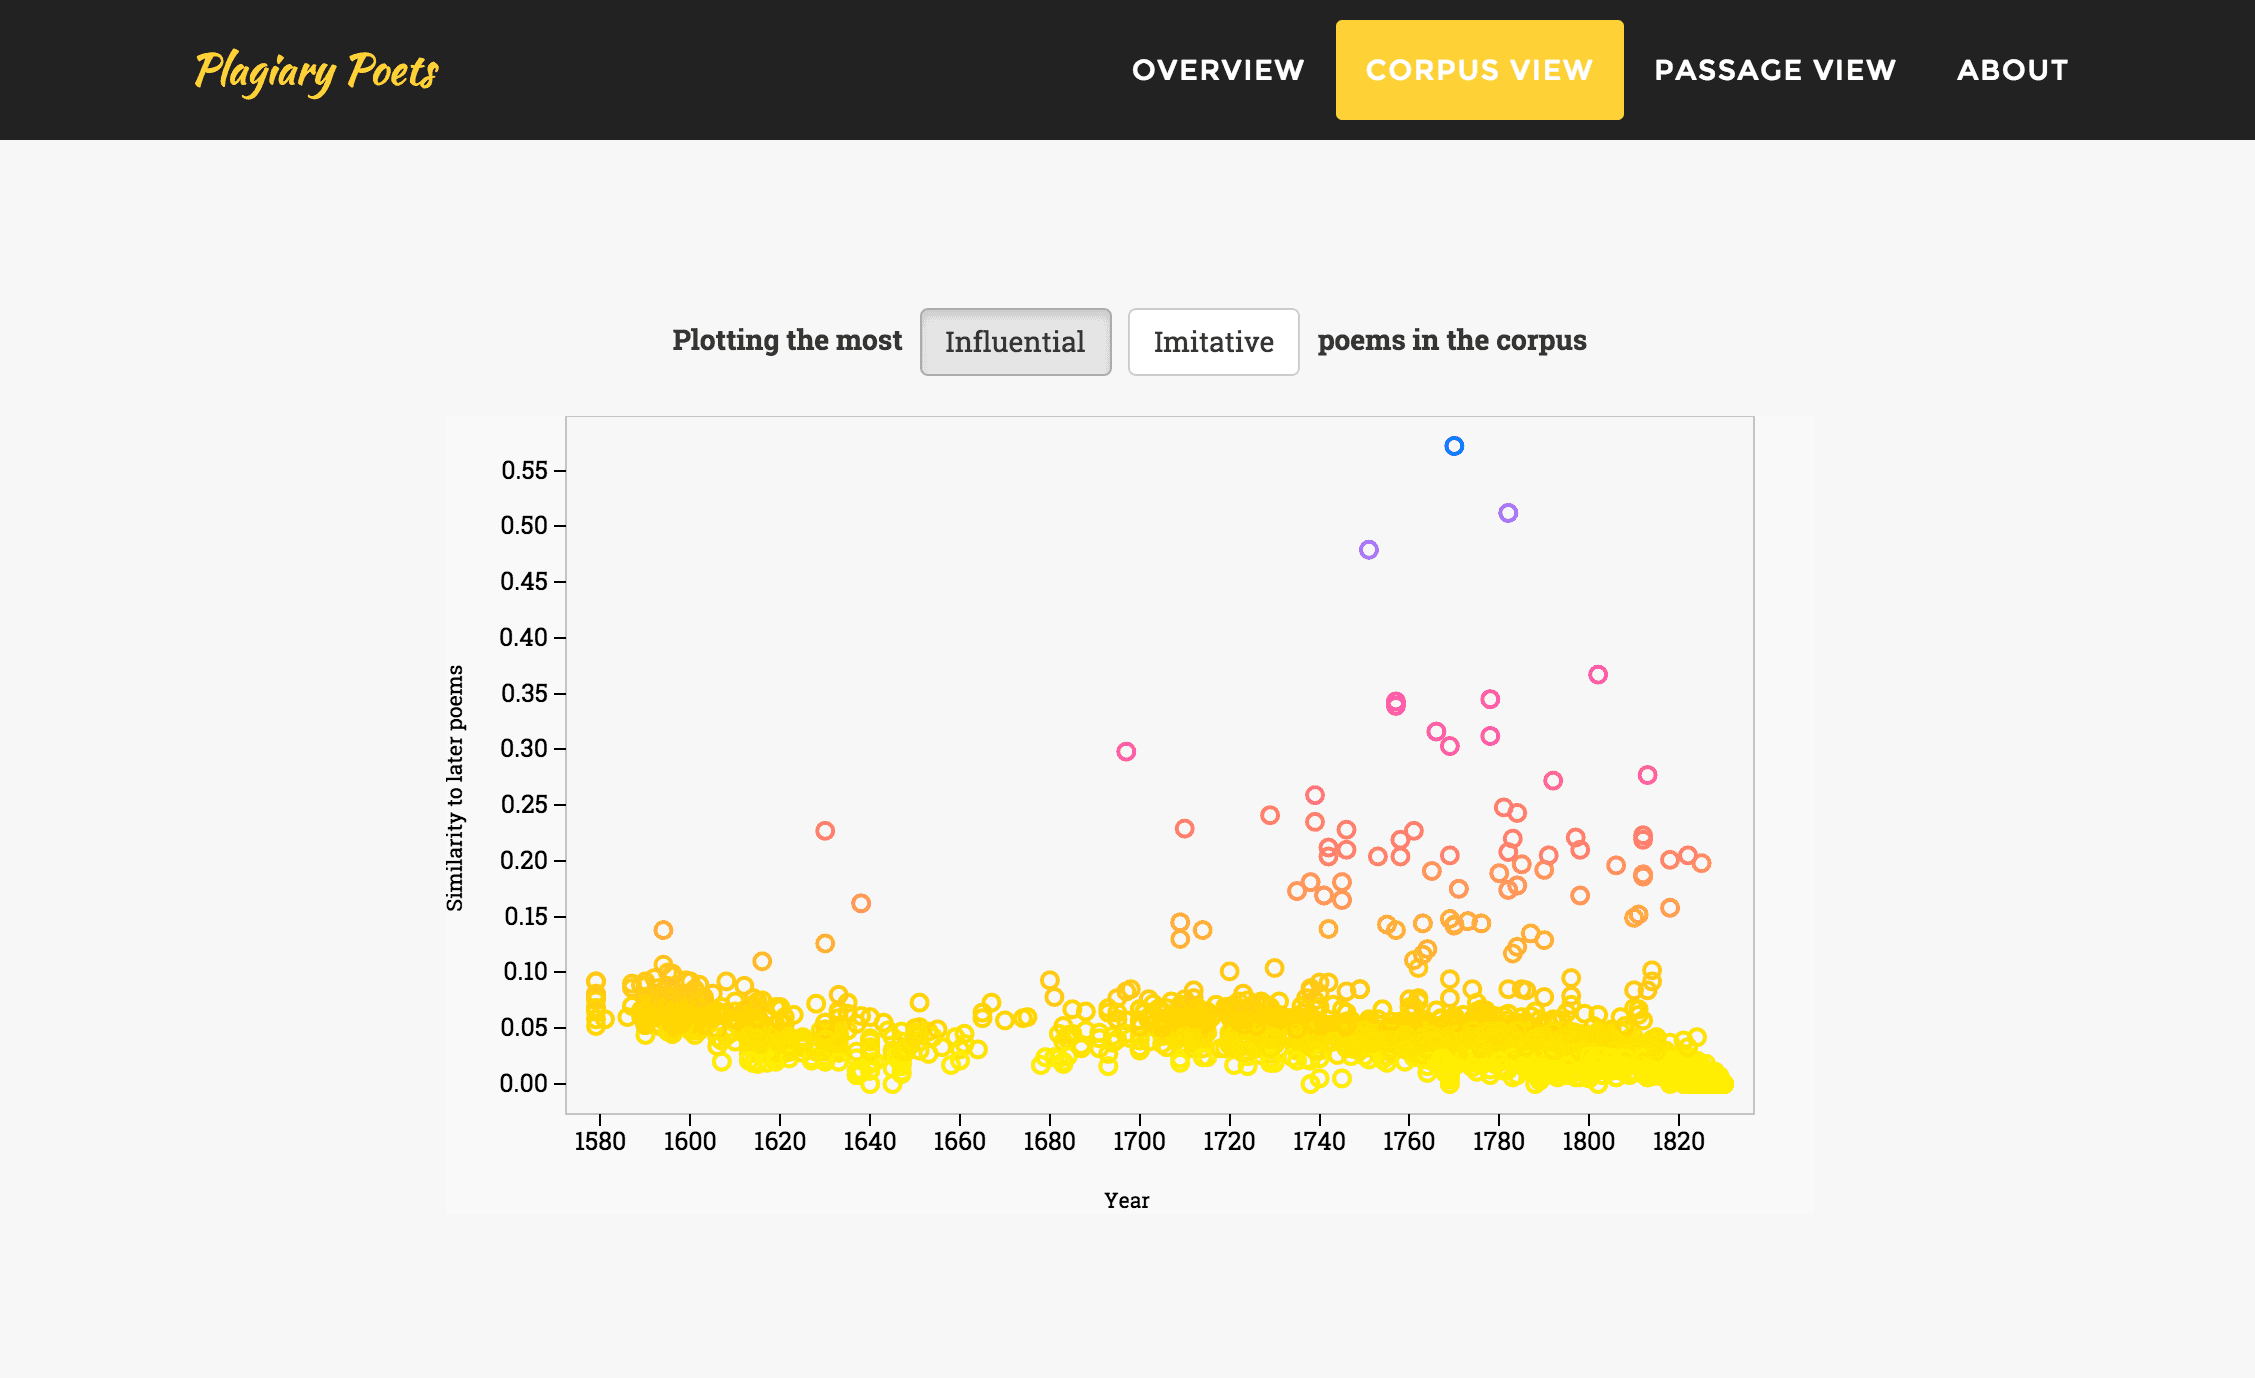 Plagiary Poets
OVERVIEW CORPUS VIEW PASSAGE VIEW ABOUT
Plotting the most Influential Imitative poems in the corpus
0.55
0.50
0.45
0.40
0.35
0.30
0.25
0.20
0.15
0.10
0.05
0.00
Similarity to later poems
1580 1600 1620 1640 1660 1680 1700 1720 1740 1760 1780 1800 1820
Year